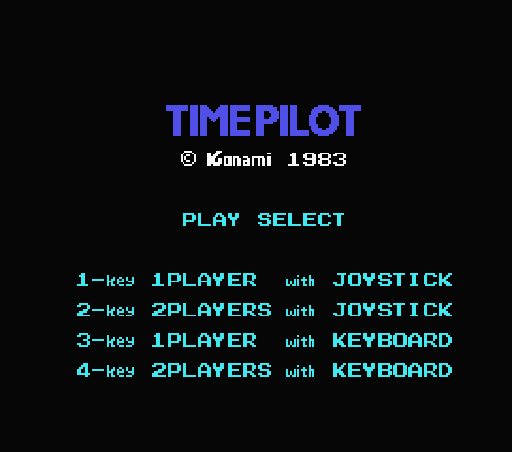 TIME PILOT
© Konami 1983
PLAY SELECT
1-key 1PLAYER with JOYSTICK
2-key 2PLAYERS with JOYSTICK
3-key 1PLAYER with KEYBOARD
4-key 2PLAYERS with KEYBOARD